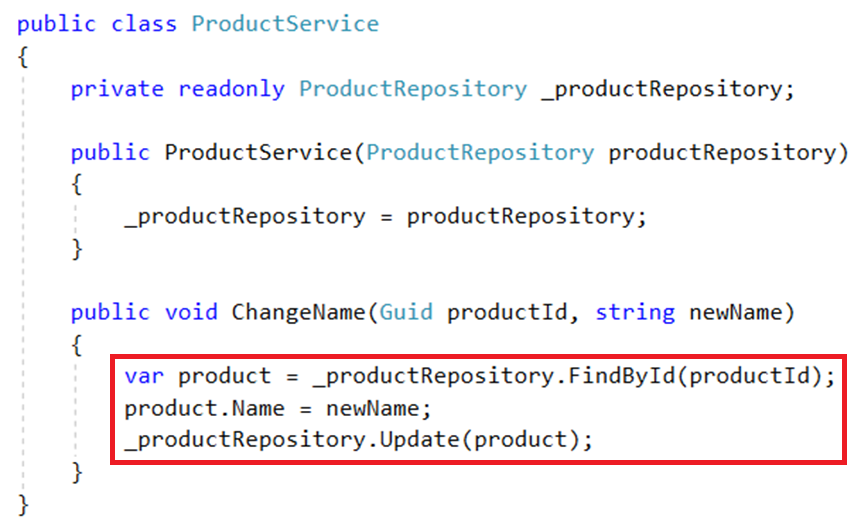 public class ProductService
{
    private readonly ProductRepository _productRepository;
    public ProductService(ProductRepository productRepository)
    {
        _productRepository = productRepository;
    }
    public void ChangeName(Guid productId, string newName)
    {
        var product = _productRepository.FindById(productId);
        product.Name = newName;
        _productRepository.Update(product);
    }
}